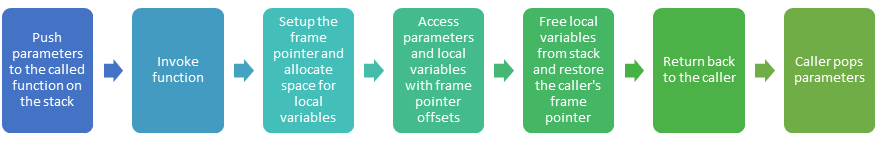 Push
parameters
to the called
function on
the stack
Invoke
function
Setup the
frame
pointer and
allocate
space for
local
variables
Access
parameters
and local
variables
with frame
pointer
offsets
Free local
variables
from stack
and restore
the caller's
frame
pointer
Return back
to the caller
Caller pops
parameters